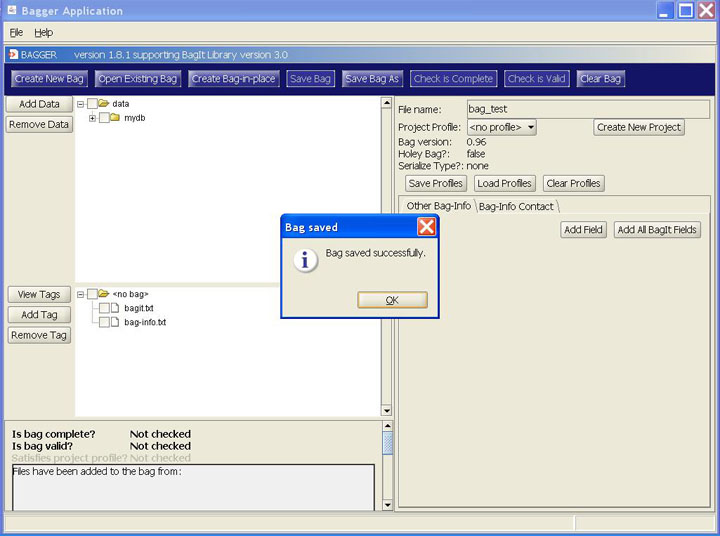 Bagger Application
File Help
BAGGER version 1.8.1 supporting BagIt Library version 3.0
Create New Bag Open Existing Bag Create Bag-in-place Save Bag Save Bag As Check is Complete Check is Valid Clear Bag
Add Data
Remove Data
data
mydb
File name: bag_test
Project Profile: <no profile> Create New Project
Bag version: 0.96
Holey Bag?: false
Serialize Type?: none
Save Profiles Load Profiles Clear Profiles
Other Bag-Info Bag-Info Contact
Add Field Add All BagIt Fields
Bag saved
Bag saved successfully.
OK
View Tags
Add Tag
Remove Tag
<no bag>
bagit.txt
bag-info.txt
Is bag complete? Not checked
Is bag valid? Not checked
Satisfies project profile? Not checked
Files have been added to the bag from: